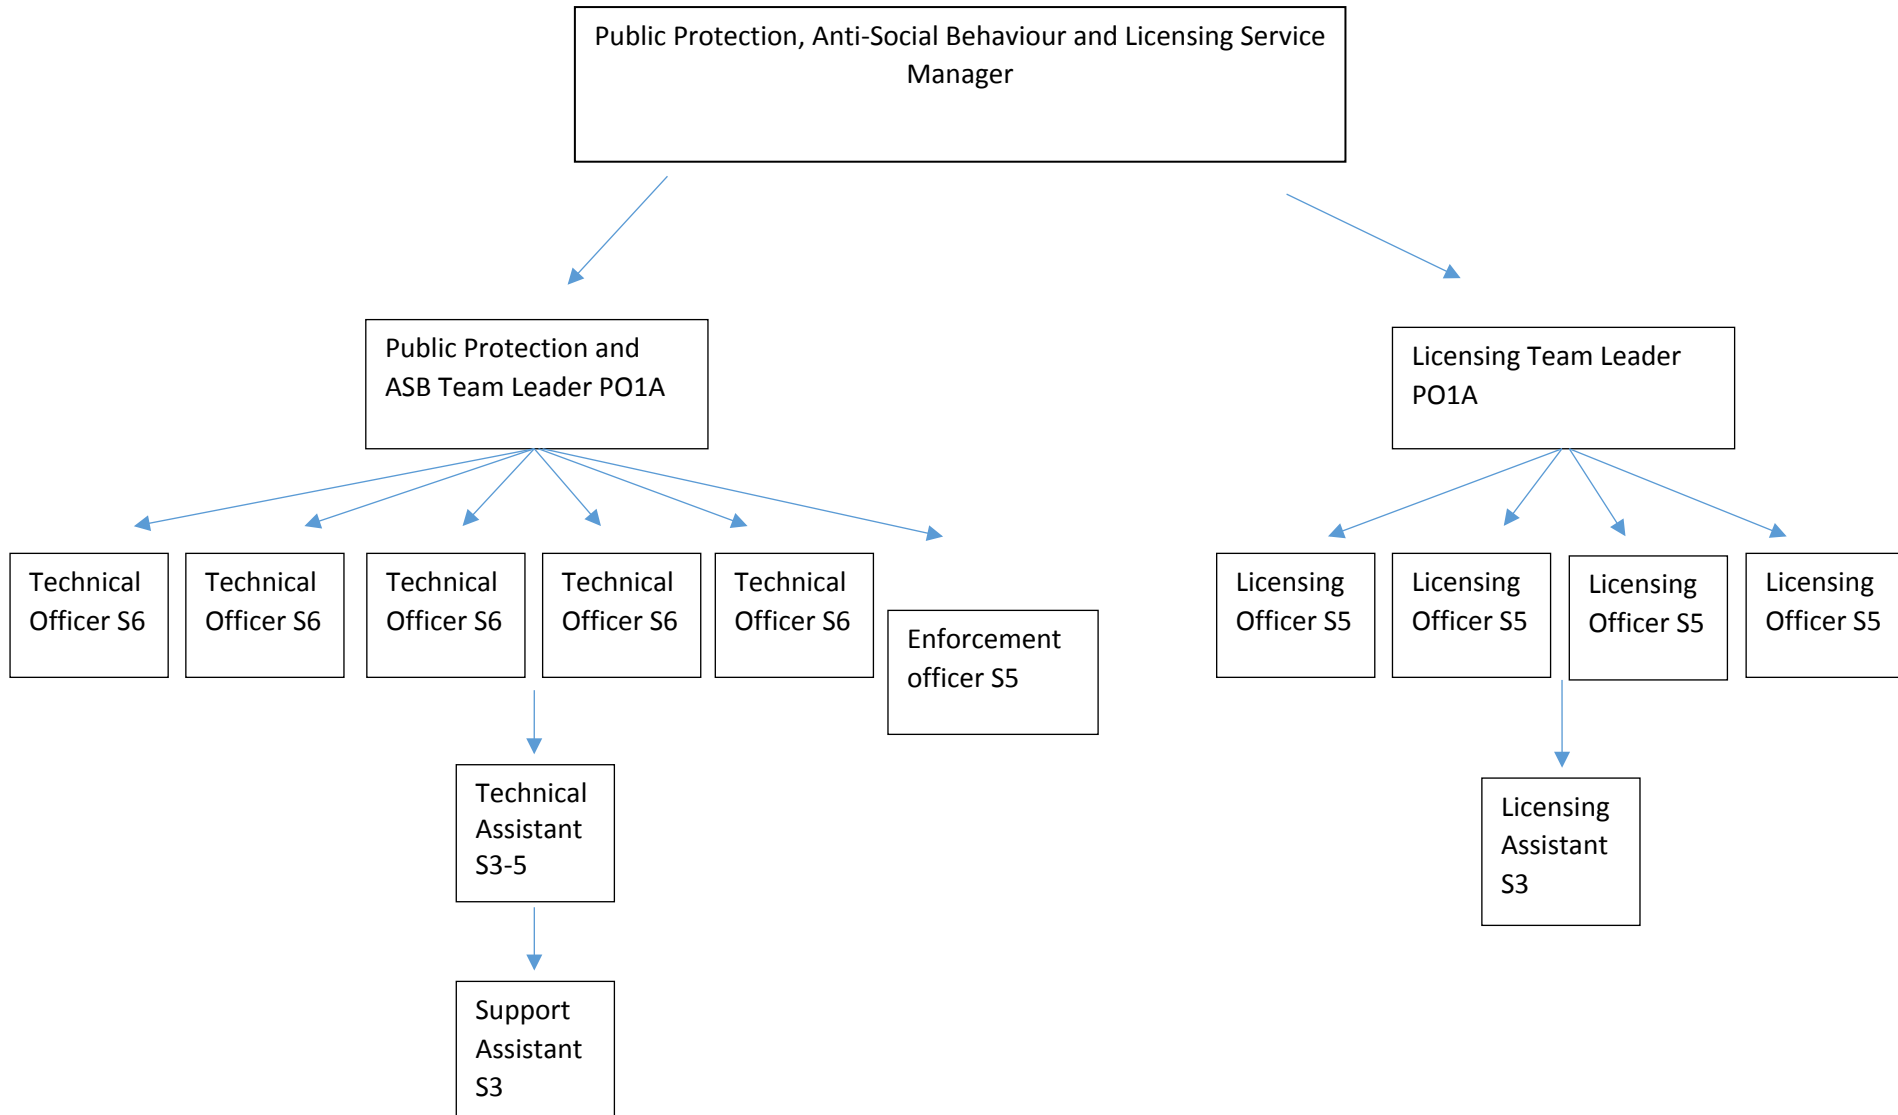 Public Protection, Anti-Social Behaviour and Licensing Service
Manager
Public Protection and
ASB Team Leader PO1A
Licensing Team Leader
PO1A
Technical
Officer S6
Technical
Officer S6
Technical
Officer S6
Technical
Officer S6
Technical
Officer S6
Enforcement
officer S5
Licensing
Officer S5
Licensing
Officer S5
Licensing
Officer S5
Licensing
Officer S5
Technical
Assistant
S3-5
Licensing
Assistant
S3
Support
Assistant
S3